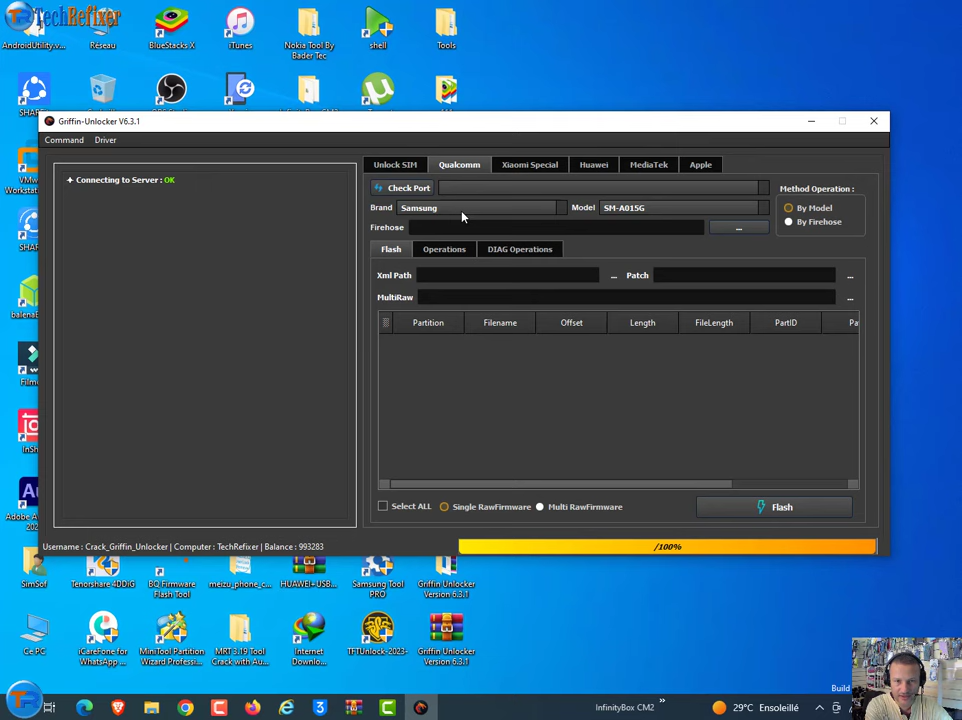 TechRefixer
AndroidUtility.v...
Reseau
BlueStacks X
iTunes
Nokia Tool By
Bader Tec
shell
Tools
Griffin-Unlocker V6.3.1
Command Driver
Connecting to Server : OK
Unlock SIM Qualcomm Xiaomi Special Huawei MediaTek Apple
Check Port
Brand Samsung Model SM-A015G
Method Operation :
By Model
By Firehose
Firehose ...
Flash Operations DIAG Operations
Xml Path ... Patch ...
MultiRaw ...
Partition Filename Offset Length FileLength PartID Pa
Select ALL Single RawFirmware Multi RawFirmware Flash
Username : Crack_Griffin_Unlocker | Computer : TechRefixer | Balance : 993283
/100%
SimSof
Tenorshare 4DDiG
BQ Firmware
Flash Tool
meizu_phone_c...
HUAWEI+USB...
Samsung Tool
PRO
Griffin Unlocker
Version 6.3.1
Ce PC
iCareFone for
WhatsApp ...
MiniTool Partition
Wizard Professi...
MRT 3.19 Tool
Crack with Au...
Internet
Downlo...
TFTUnlock-2023-
Griffin Unlocker
Version 6.3.1
Build
InfinityBox CM2
29°C Ensoleillé